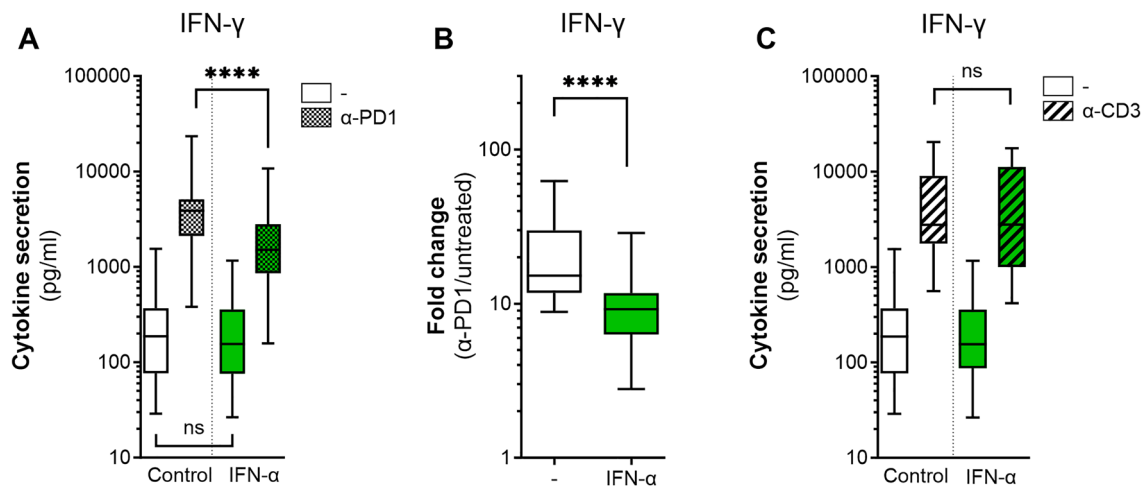 A
IFN-γ
Cytokine secretion
(pg/ml)
100000
10000
1000
100
10
****
ns
Control
IFN-α
-
α-PD1
B
IFN-γ
Fold change
(α-PD1/untreated)
100
10
1
****
-
IFN-α
C
IFN-γ
Cytokine secretion
(pg/ml)
100000
10000
1000
100
10
ns
Control
IFN-α
-
α-CD3